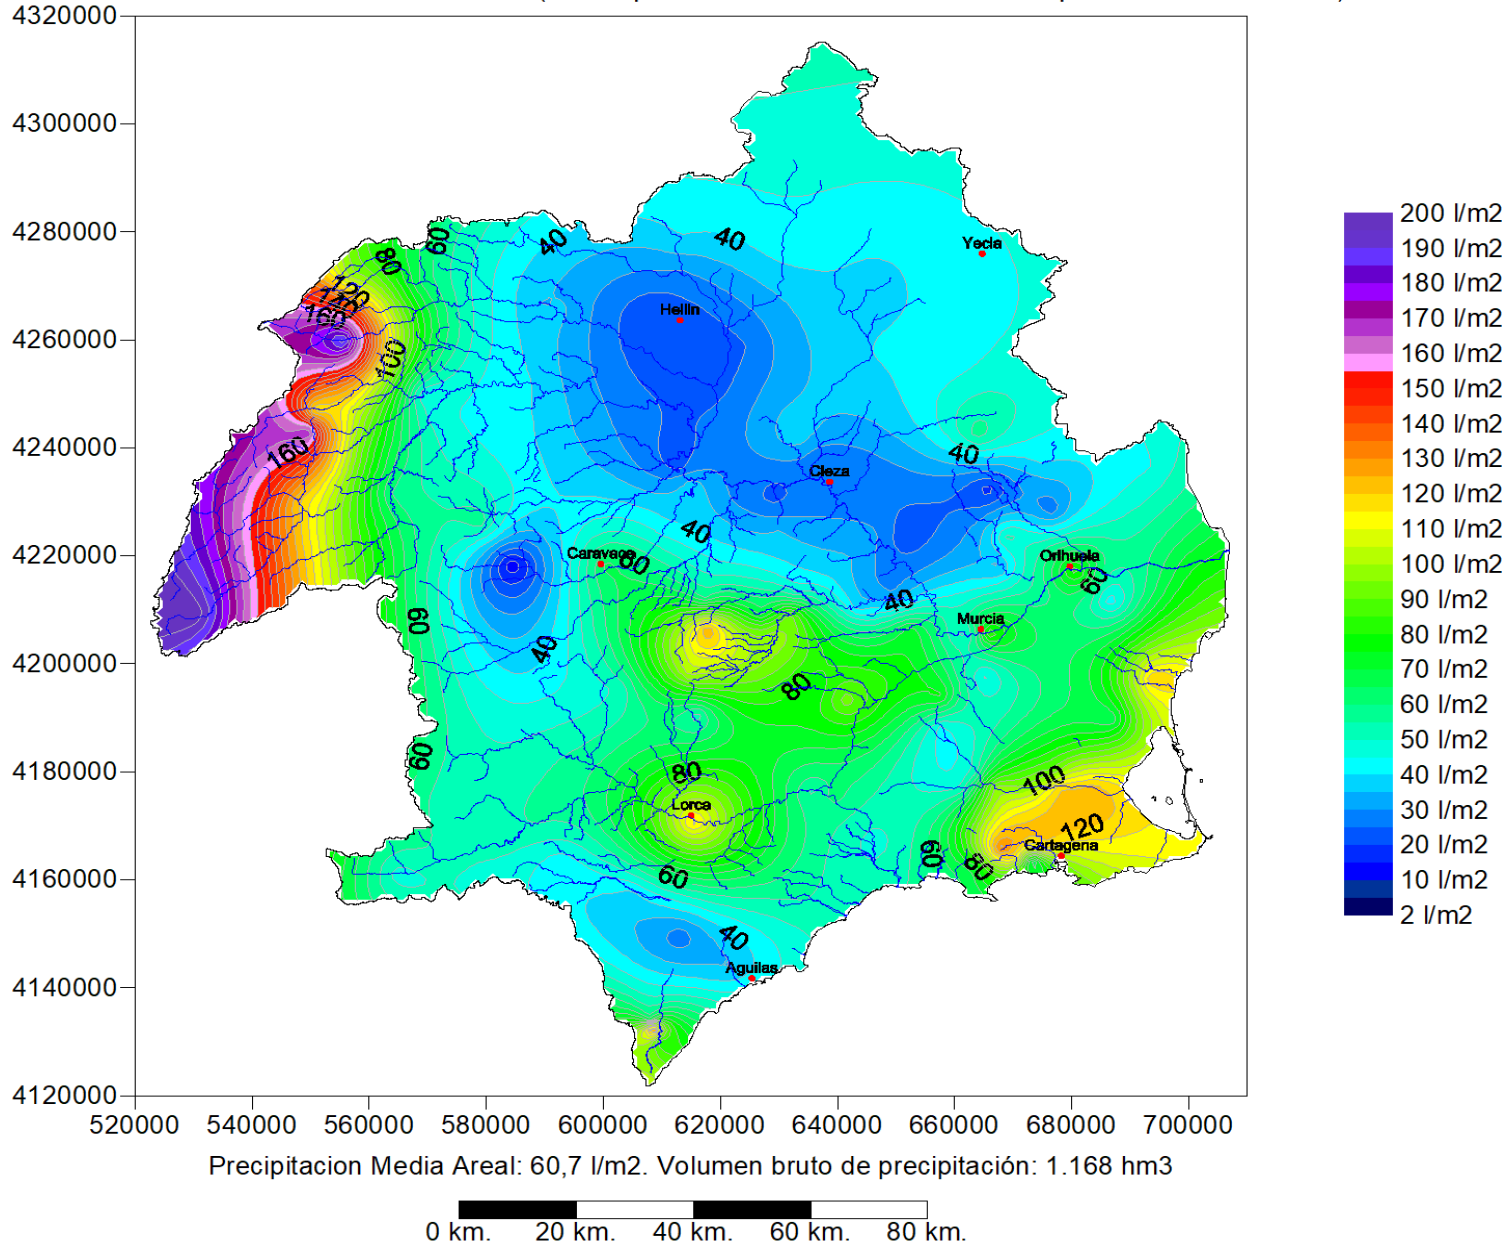 4320000
4300000
4280000
4260000
4240000
4220000
4200000
4180000
4160000
4140000
4120000
520000 540000 560000 580000 600000 620000 640000 660000 680000 700000
60
80
40
40
Yecla
120
140
160
Hellin
100
160
40
Cieza
40
Caravaca
60
Orihuela
60
60
40
Murcia
40
80
60
80
Lorca
100
120
Cartagena
60
80
60
40
Aguilas
200 l/m2
190 l/m2
180 l/m2
170 l/m2
160 l/m2
150 l/m2
140 l/m2
130 l/m2
120 l/m2
110 l/m2
100 l/m2
90 l/m2
80 l/m2
70 l/m2
60 l/m2
50 l/m2
40 l/m2
30 l/m2
20 l/m2
10 l/m2
2 l/m2
Precipitacion Media Areal: 60,7 l/m2. Volumen bruto de precipitación: 1.168 hm3
0 km. 20 km. 40 km. 60 km. 80 km.